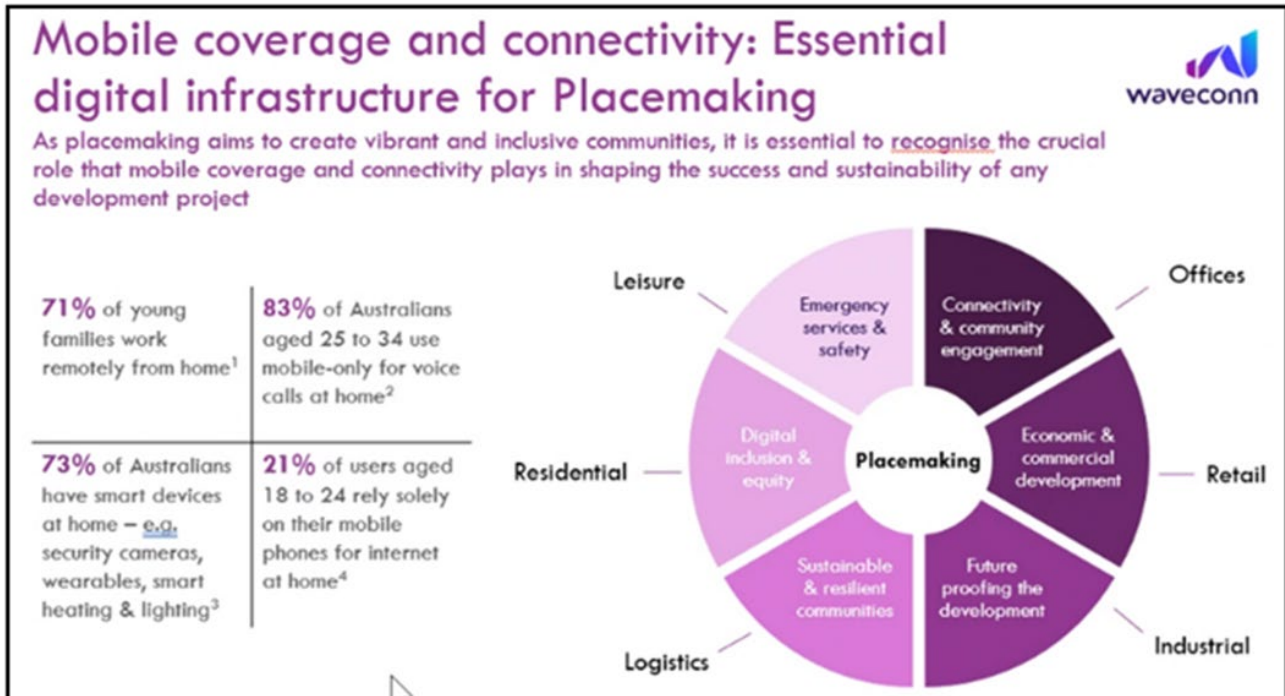 Mobile coverage and connectivity: Essential
digital infrastructure for Placemaking
waveconn
As placemaking aims to create vibrant and inclusive communities, it is essential to recognise the crucial
role that mobile coverage and connectivity plays in shaping the success and sustainability of any
development project
71% of young
families work
remotely from home¹
83% of Australians
aged 25 to 34 use
mobile-only for voice
calls at home²
73% of Australians
have smart devices
at home – e.g.
security cameras,
wearables, smart
heating & lighting³
21% of users aged
18 to 24 rely solely
on their mobile
phones for internet
at home⁴
Leisure
Offices
Emergency
services &
safety
Connectivity
& community
engagement
Residential
Digital
inclusion &
equity
Placemaking
Economic &
commercial
development
Retail
Sustainable
& resilient
communities
Future
proofing the
development
Logistics
Industrial